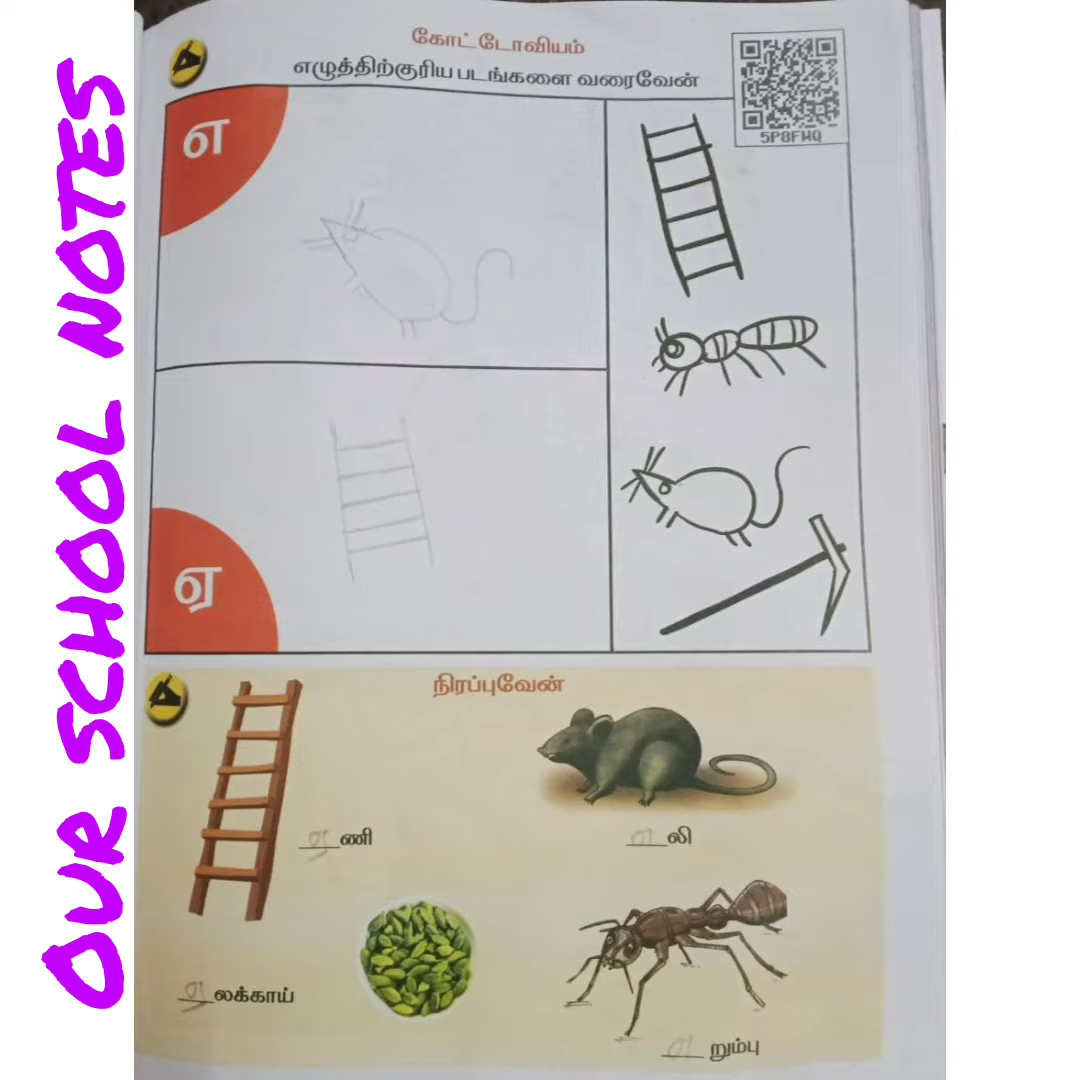 OUR SCHOOL NOTES
கோட்டோவியம்
எழுத்திற்குரிய படங்களை வரைவேன்
5P8FWQ
எ
ஏ
நிரப்புவேன்
ஏணி
எலி
ஏலக்காய்
எறும்பு